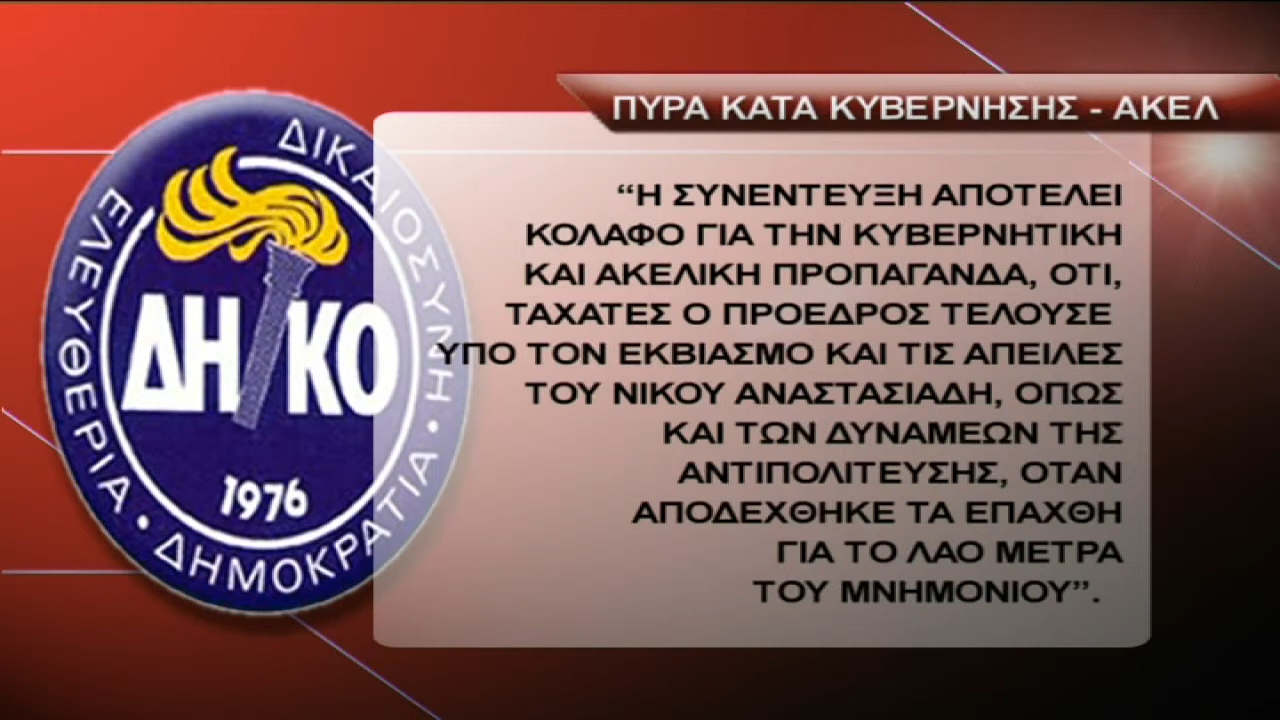 ΠΥΡΑ ΚΑΤΑ ΚΥΒΕΡΝΗΣΗΣ - ΑΚΕΛ
“Η ΣΥΝΕΝΤΕΥΞΗ ΑΠΟΤΕΛΕΙ
ΚΟΛΑΦΟ ΓΙΑ ΤΗΝ ΚΥΒΕΡΝΗΤΙΚΗ
ΚΑΙ ΑΚΕΛΙΚΗ ΠΡΟΠΑΓΑΝΔΑ, ΟΤΙ,
ΤΑΧΑΤΕΣ Ο ΠΡΟΕΔΡΟΣ ΤΕΛΟΥΣΕ
ΥΠΟ ΤΟΝ ΕΚΒΙΑΣΜΟ ΚΑΙ ΤΙΣ ΑΠΕΙΛΕΣ
ΤΟΥ ΝΙΚΟΥ ΑΝΑΣΤΑΣΙΑΔΗ, ΟΠΩΣ
ΚΑΙ ΤΩΝ ΔΥΝΑΜΕΩΝ ΤΗΣ
ΑΝΤΙΠΟΛΙΤΕΥΣΗΣ, ΟΤΑΝ
ΑΠΟΔΕΧΘΗΚΕ ΤΑ ΕΠΑΧΘΗ
ΓΙΑ ΤΟ ΛΑΟ ΜΕΤΡΑ
ΤΟΥ ΜΝΗΜΟΝΙΟΥ”.
ΕΛΕΥΘΕΡΙΑ • ΔΗΜΟΚΡΑΤΙΑ • ΔΙΚΑΙΟΣΥΝΗ
ΔΗΚΟ
1976